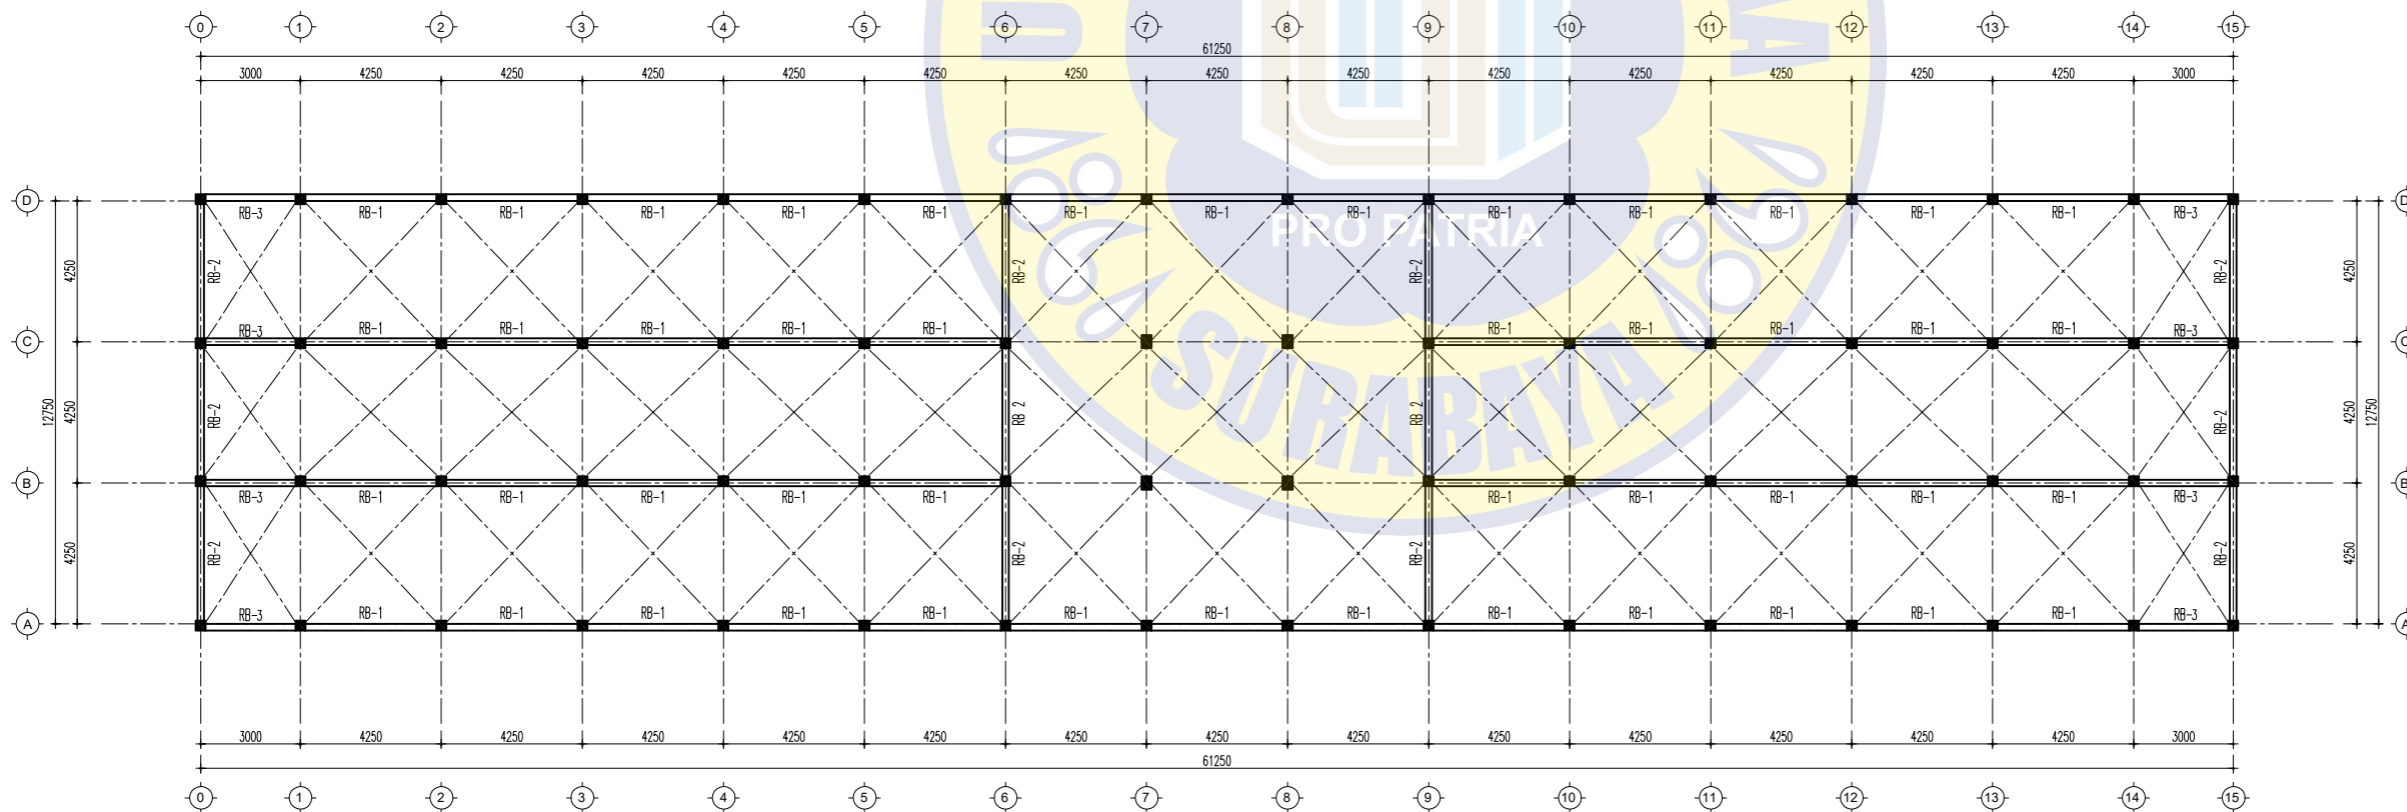 0 1 2 3 4 5 6 7 8 9 10 11 12 13 14 15
61250
3000 4250 4250 4250 4250 4250 4250 4250 4250 4250 4250 4250 4250 4250 3000
U
YA
D D
RB-3 RB-1 RB-1 RB-1 RB-1 RB-1 RB-1 RB-1 RB-1 RB-1 RB-1 RB-1 RB-1 RB-1 RB-3
PRO PATRIA
4250 RB-2 RB-2 RB-2 RB-2 4250
RB-3 RB-1 RB-1 RB-1 RB-1 RB-1 RB-1 RB-1 RB-1 RB-1 RB-1 RB-3
C C
12750 4250 RB-2 RB 2 RB 2 RB-2 4250 12750
SURABAYA
B B
RB-3 RB-1 RB-1 RB-1 RB-1 RB-1 RB-1 RB-1 RB-1 RB-1 RB-1 RB-3
4250 RB-2 RB-2 RB-2 RB-2 4250
RB-3 RB-1 RB-1 RB-1 RB-1 RB-1 RB-1 RB-1 RB-1 RB-1 RB-1 RB-1 RB-1 RB-1 RB-3
A A
3000 4250 4250 4250 4250 4250 4250 4250 4250 4250 4250 4250 4250 4250 3000
61250
0 1 2 3 4 5 6 7 8 9 10 11 12 13 14 15